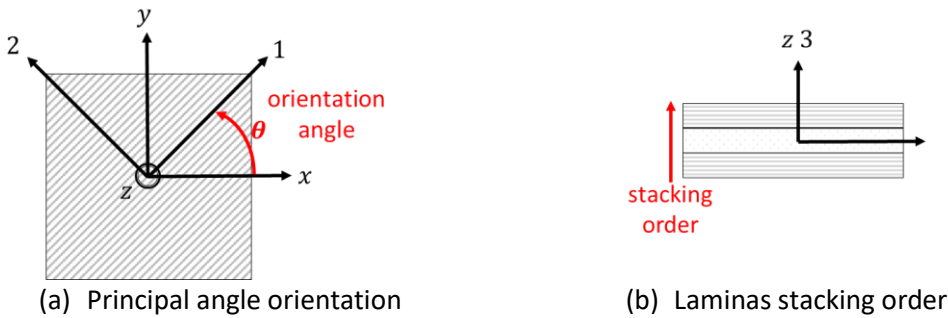 y
2
1
orientation
angle
θ
x
z
(a) Principal angle orientation
z 3
stacking
order
(b) Laminas stacking order